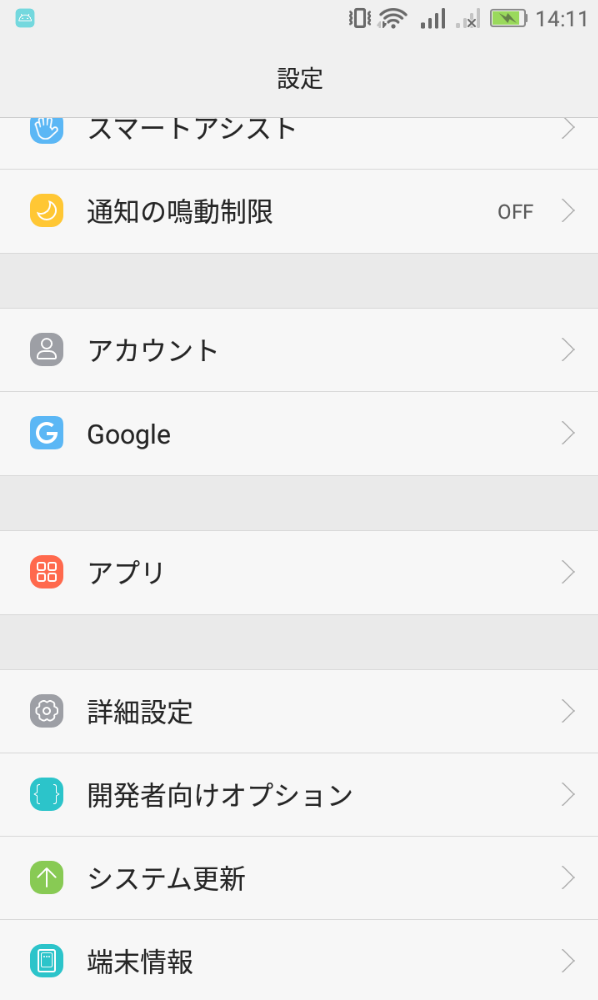 14:11
設定
スマートアシスト
通知の鳴動制限 OFF
アカウント
Google
アプリ
詳細設定
開発者向けオプション
システム更新
端末情報